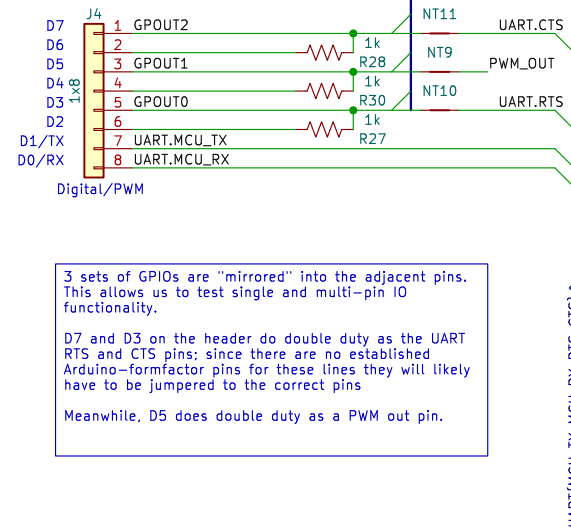 J4
NT11
D7 1 GPOUT2 UART.CTS
D6 2 1k
R28
NT9
D5 3 GPOUT1 PWM_OUT
D4 4 1k
R30
NT10
D3 5 GPOUT0 UART.RTS
D2 6 1k
R27
D1/TX 7 UART.MCU_TX
D0/RX 8 UART.MCU_RX
1x8
Digital/PWM
3 sets of GPIOs are "mirrored" into the adjacent pins.
This allows us to test single and multi-pin IO
functionality.
D7 and D3 on the header do double duty as the UART
RTS and CTS pins; since there are no established
Arduino-formfactor pins for these lines they will likely
have to be jumpered to the correct pins
Meanwhile, D5 does double duty as a PWM out pin.